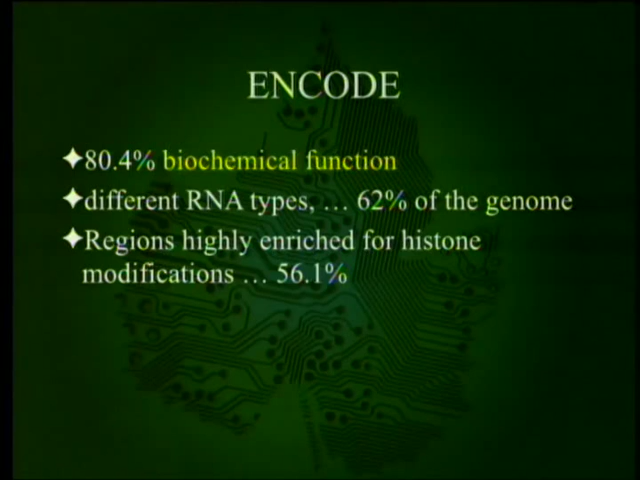 ENCODE
✦80.4% biochemical function
✦different RNA types, … 62% of the genome
✦Regions highly enriched for histone
modifications … 56.1%